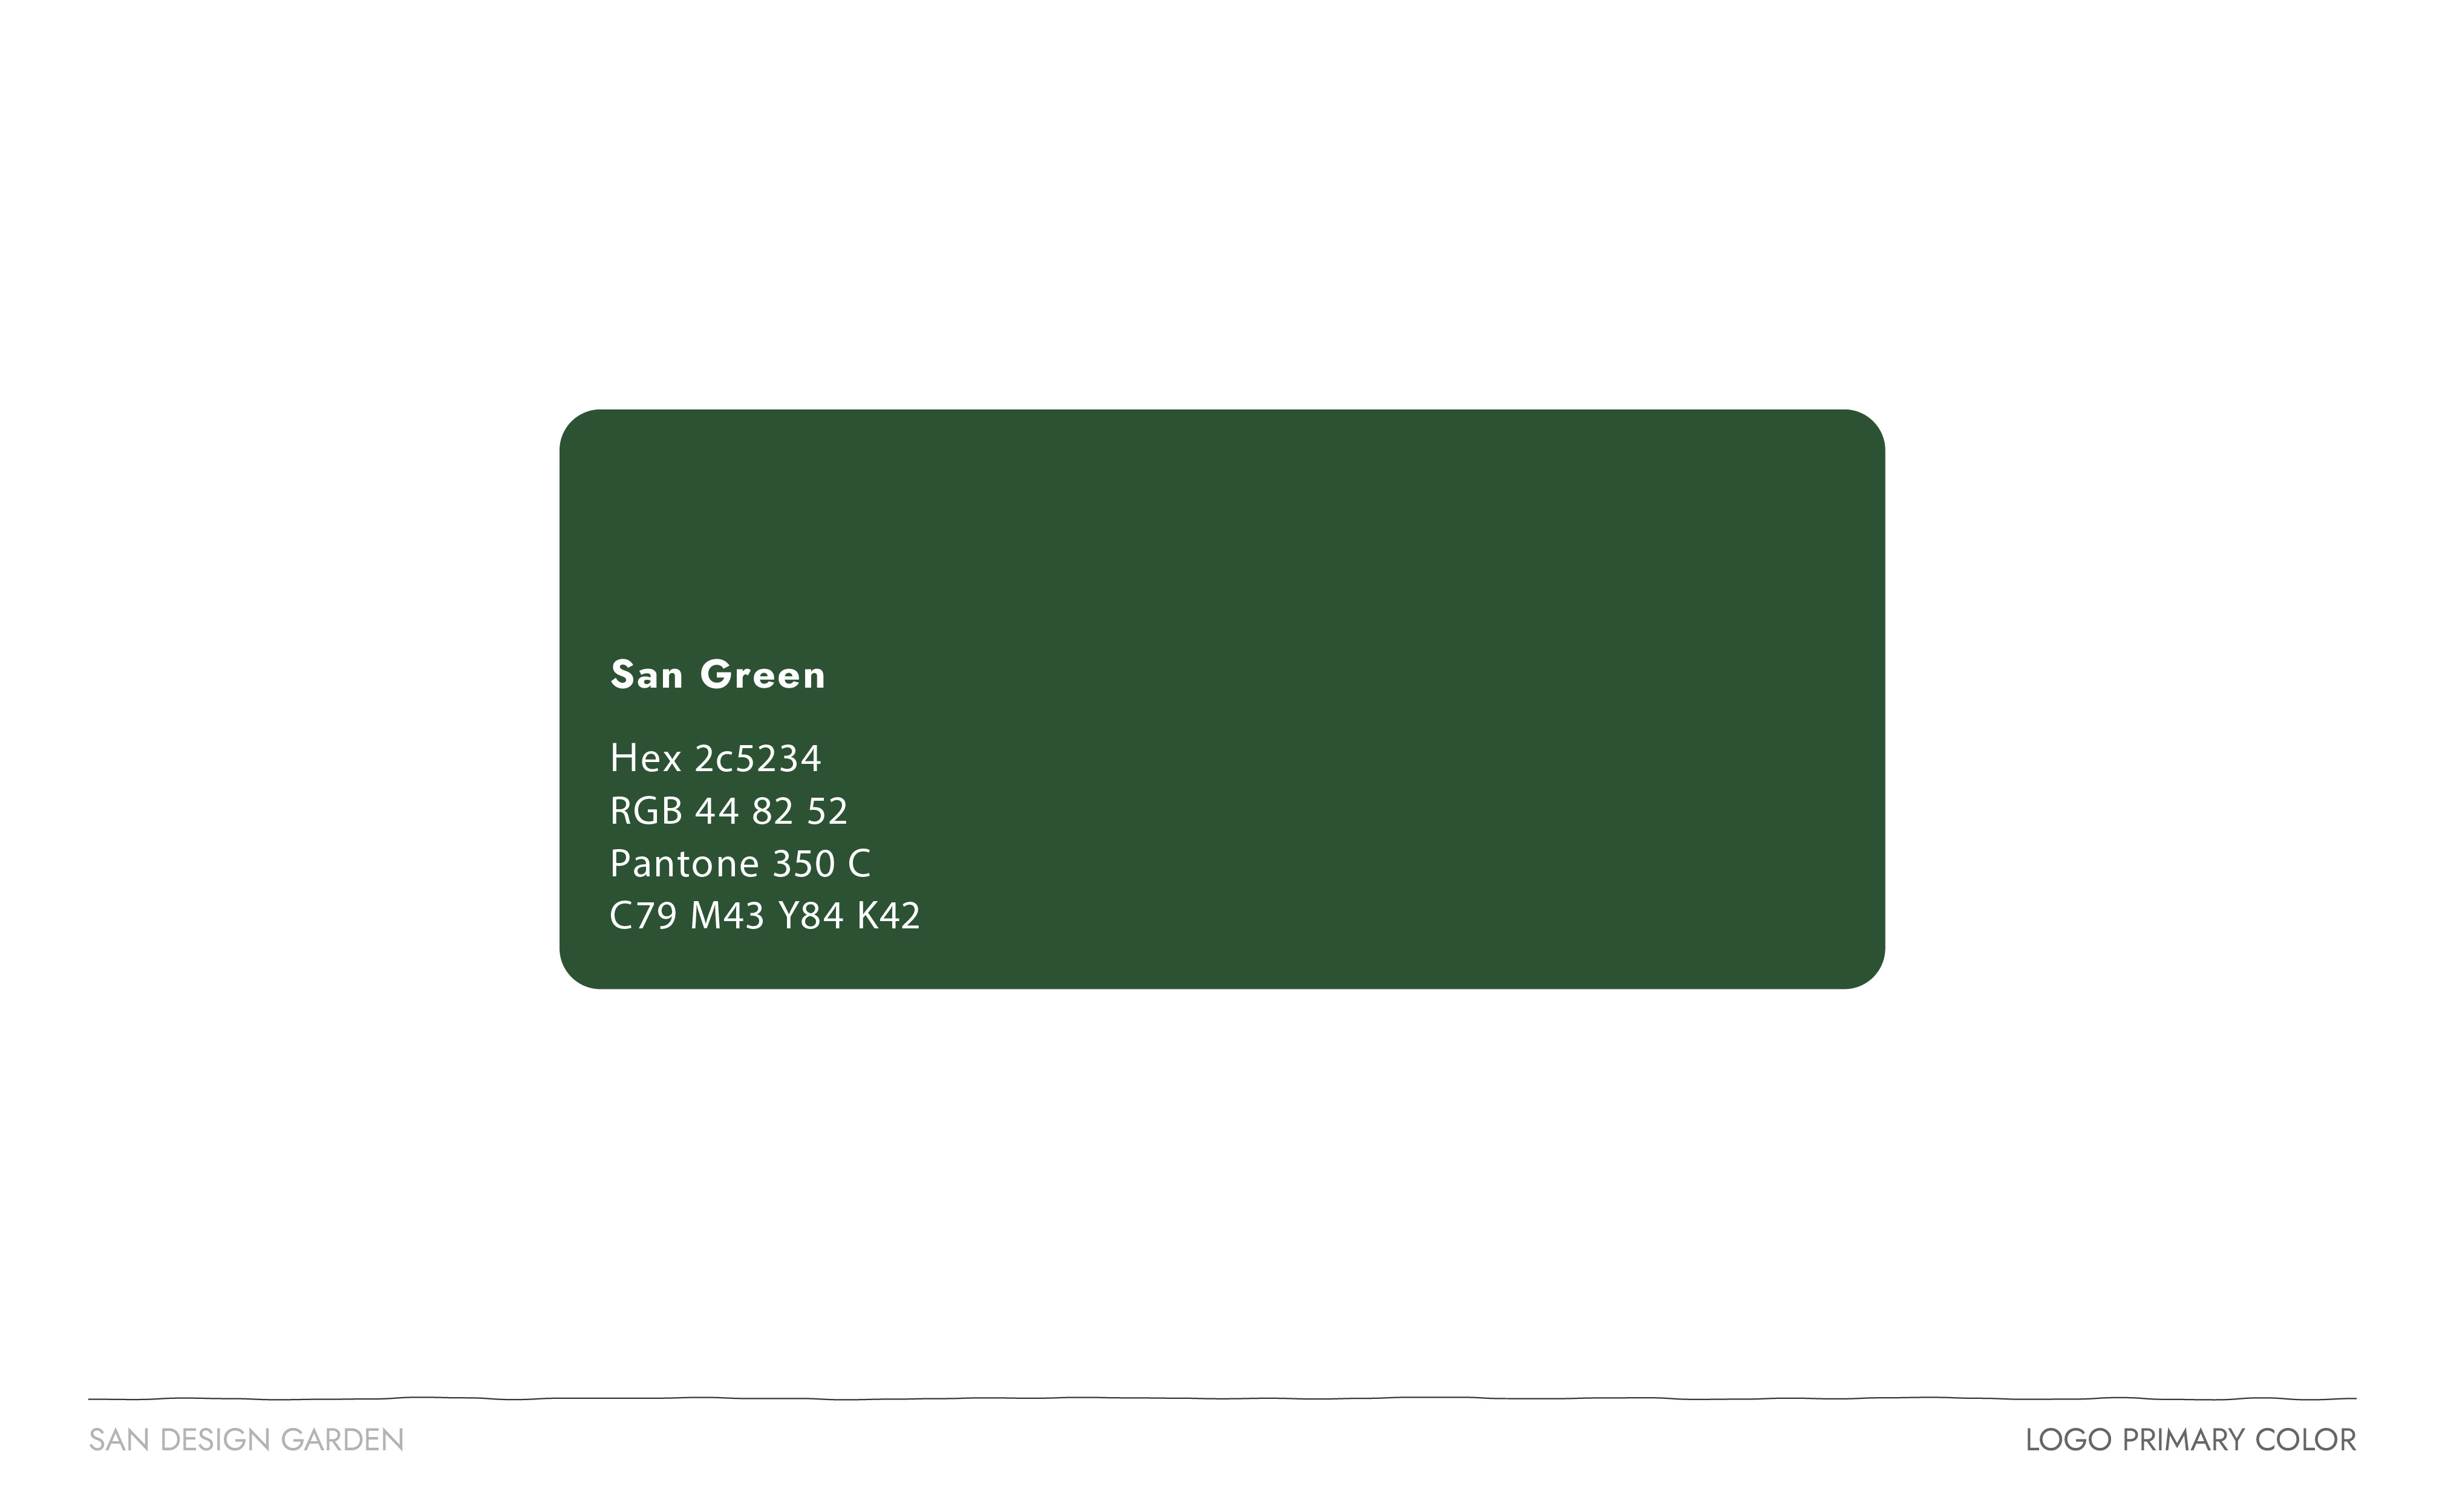 San Green
Hex 2c5234
RGB 44 82 52
Pantone 350 C
C79 M43 Y84 K42
SAN DESIGN GARDEN
LOGO PRIMARY COLOR